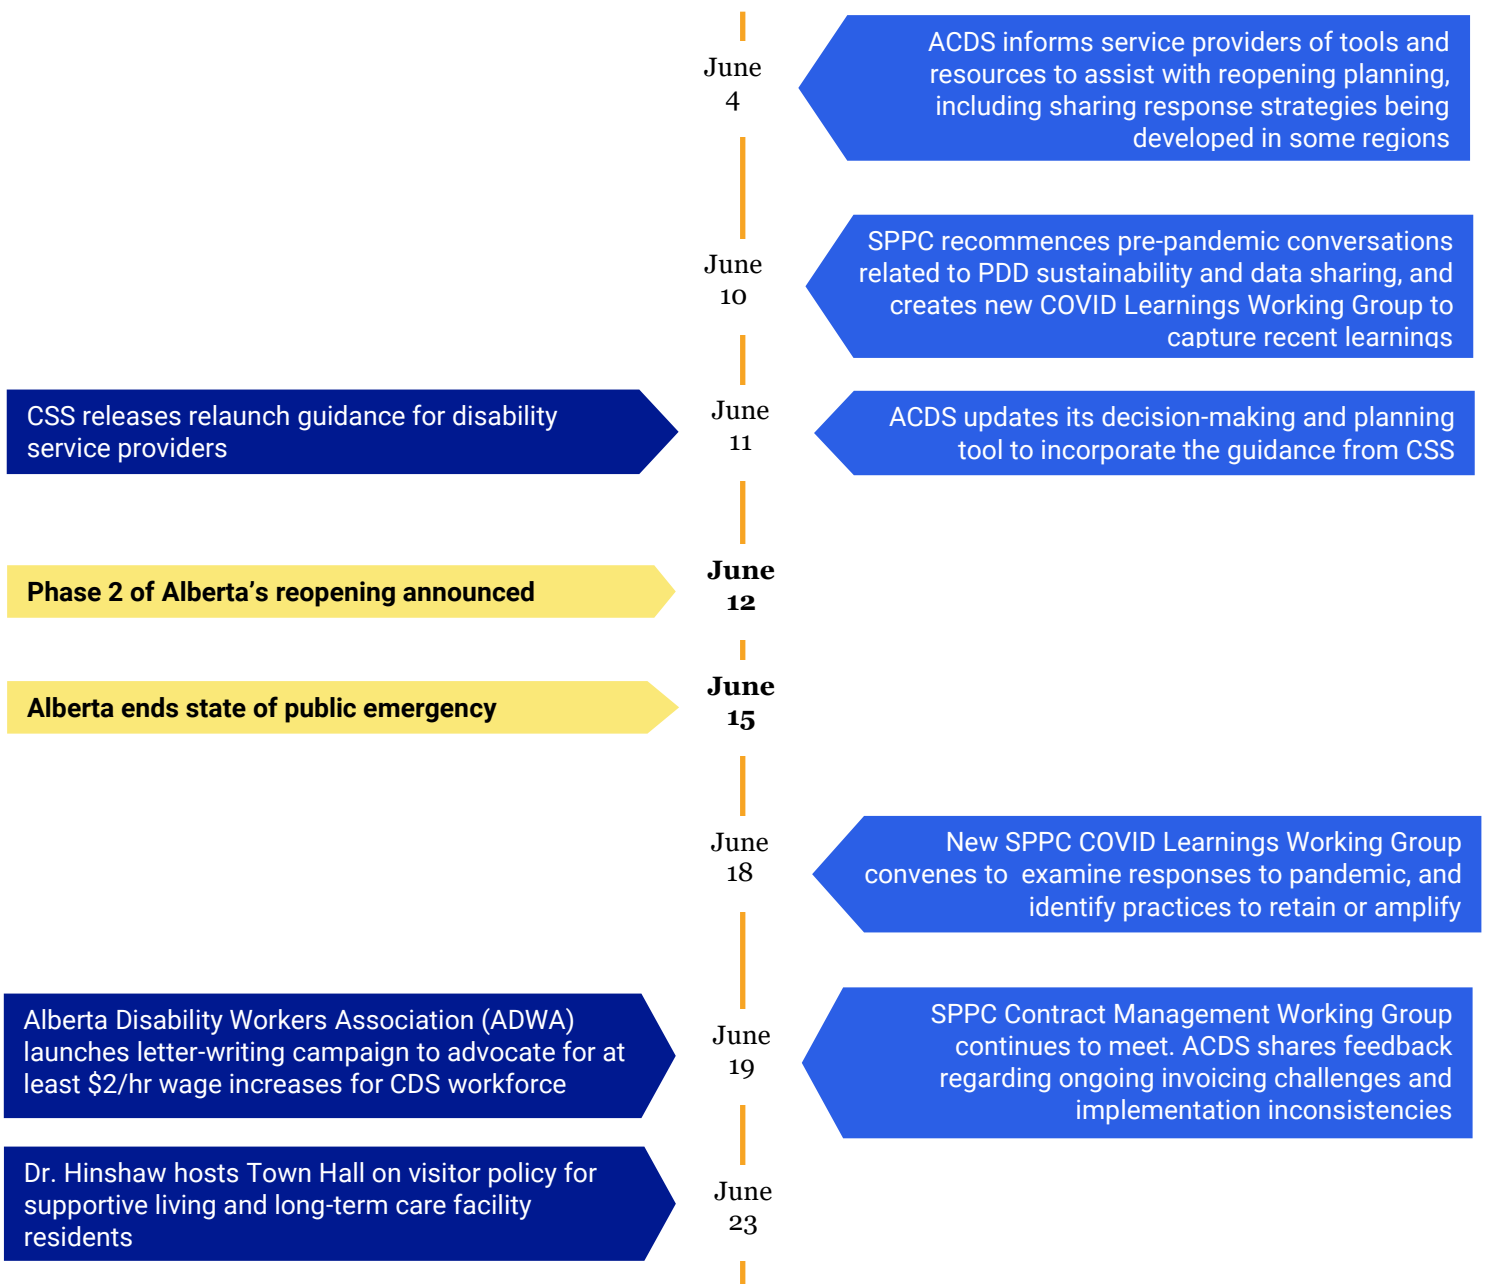 June
4
ACDS informs service providers of tools and
resources to assist with reopening planning,
including sharing response strategies being
developed in some regions
June
10
SPPC recommences pre-pandemic conversations
related to PDD sustainability and data sharing, and
creates new COVID Learnings Working Group to
capture recent learnings
CSS releases relaunch guidance for disability
service providers
June
11
ACDS updates its decision-making and planning
tool to incorporate the guidance from CSS
Phase 2 of Alberta’s reopening announced
June
12
Alberta ends state of public emergency
June
15
June
18
New SPPC COVID Learnings Working Group
convenes to  examine responses to pandemic, and
identify practices to retain or amplify
Alberta Disability Workers Association (ADWA)
launches letter-writing campaign to advocate for at
least $2/hr wage increases for CDS workforce
June
19
SPPC Contract Management Working Group
continues to meet. ACDS shares feedback
regarding ongoing invoicing challenges and
implementation inconsistencies
Dr. Hinshaw hosts Town Hall on visitor policy for
supportive living and long-term care facility
residents
June
23